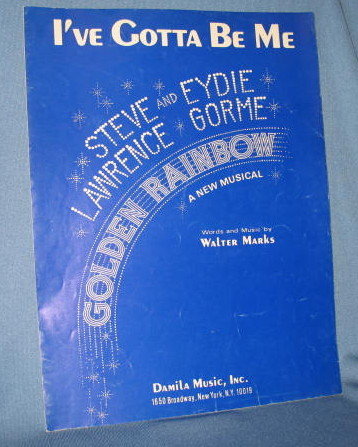 I'VE GOTTA BE ME
STEVE AND EYDIE
LAWRENCE GORME
GOLDEN RAINBOW
A NEW MUSICAL
Words and Music by
WALTER MARKS
DAMILA MUSIC, INC.
1650 Broadway, New York, N.Y. 10019